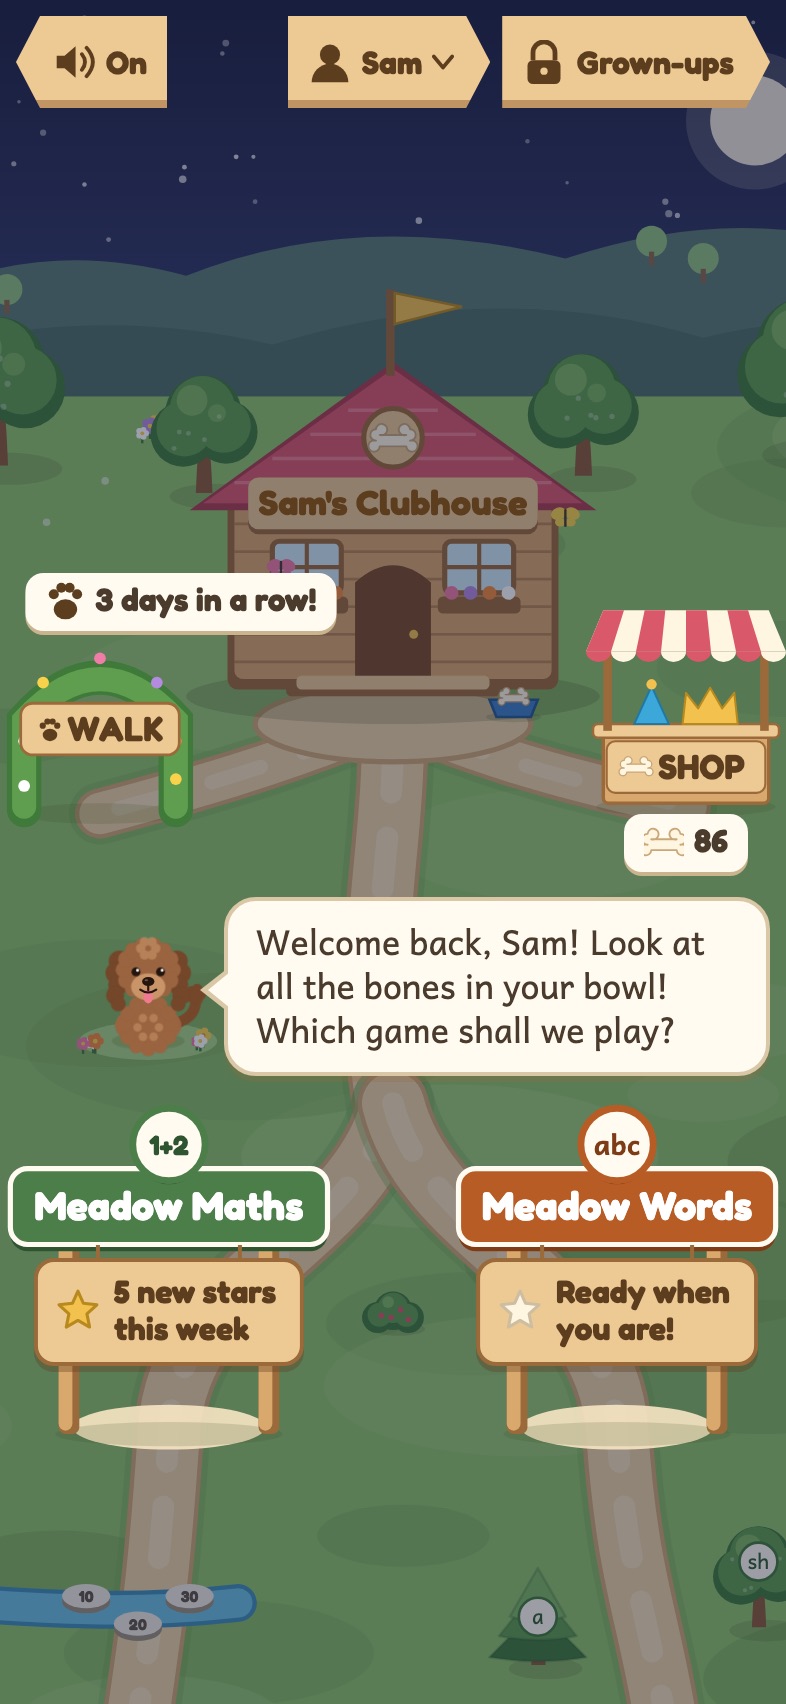 On
Sam
Grown-ups
Sam's Clubhouse
3 days in a row!
WALK
SHOP
86
Welcome back, Sam! Look at
all the bones in your bowl!
Which game shall we play?
1+2
Meadow Maths
5 new stars
this week
abc
Meadow Words
Ready when
you are!
10
20
30
a
sh